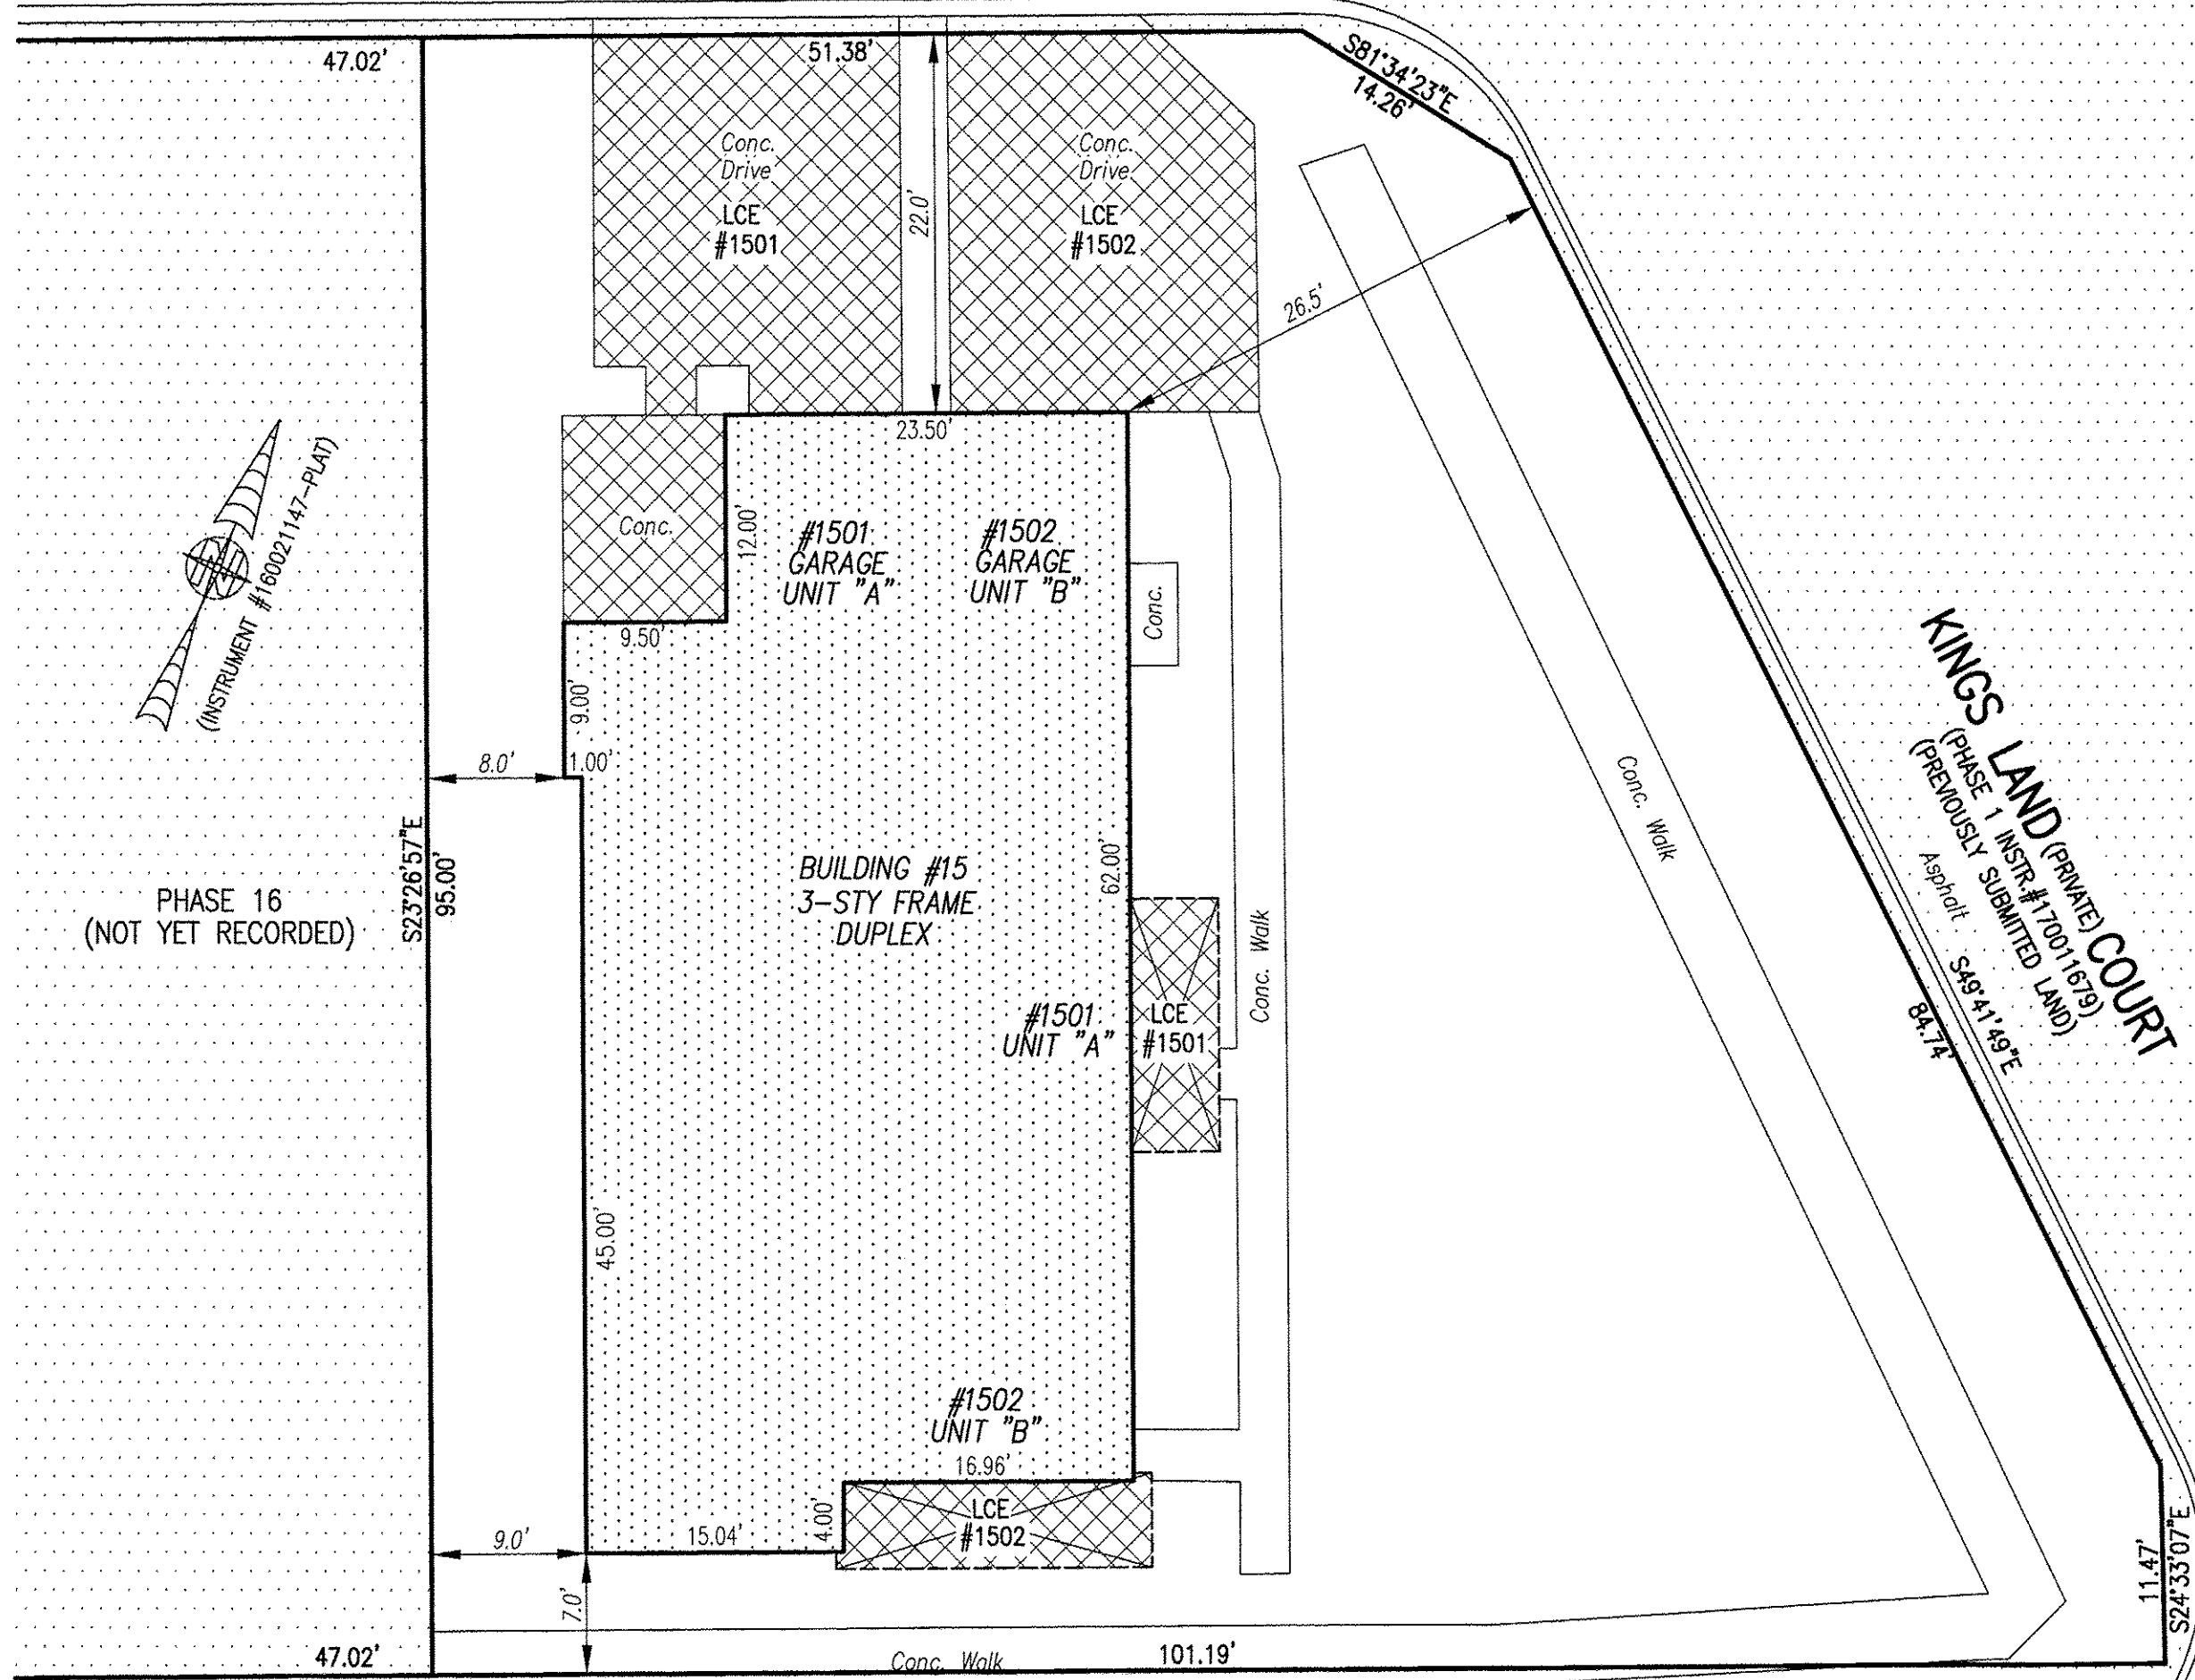 47.02'
51.38'
S81°34'23"E
14.26'
Conc.
Drive
LCE
#1501
22.0'
Conc.
Drive
LCE
#1502
26.5'
23.50'
(INSTRUMENT #160021147-PLAT)
Conc.
12.00'
#1501
GARAGE
UNIT "A"
#1502
GARAGE
UNIT "B"
Conc.
9.50'
9.00'
1.00'
8.0'
KINGS LAND (PRIVATE) COURT
(PHASE 1 INSTR.#170011679)
(PREVIOUSLY SUBMITTED LAND)
Asphalt
S49°41'49"E
84.74'
Conc. Walk
S23°26'57"E
95.00'
PHASE 16
(NOT YET RECORDED)
BUILDING #15
3-STY FRAME
DUPLEX
62.00'
Conc. Walk
#1501
UNIT "A"
LCE
#1501
45.00'
#1502
UNIT "B"
16.96'
LCE
#1502
4.00'
15.04'
9.0'
7.0'
11.47'
S24°33'07"E
47.02'
Conc. Walk
101.19'